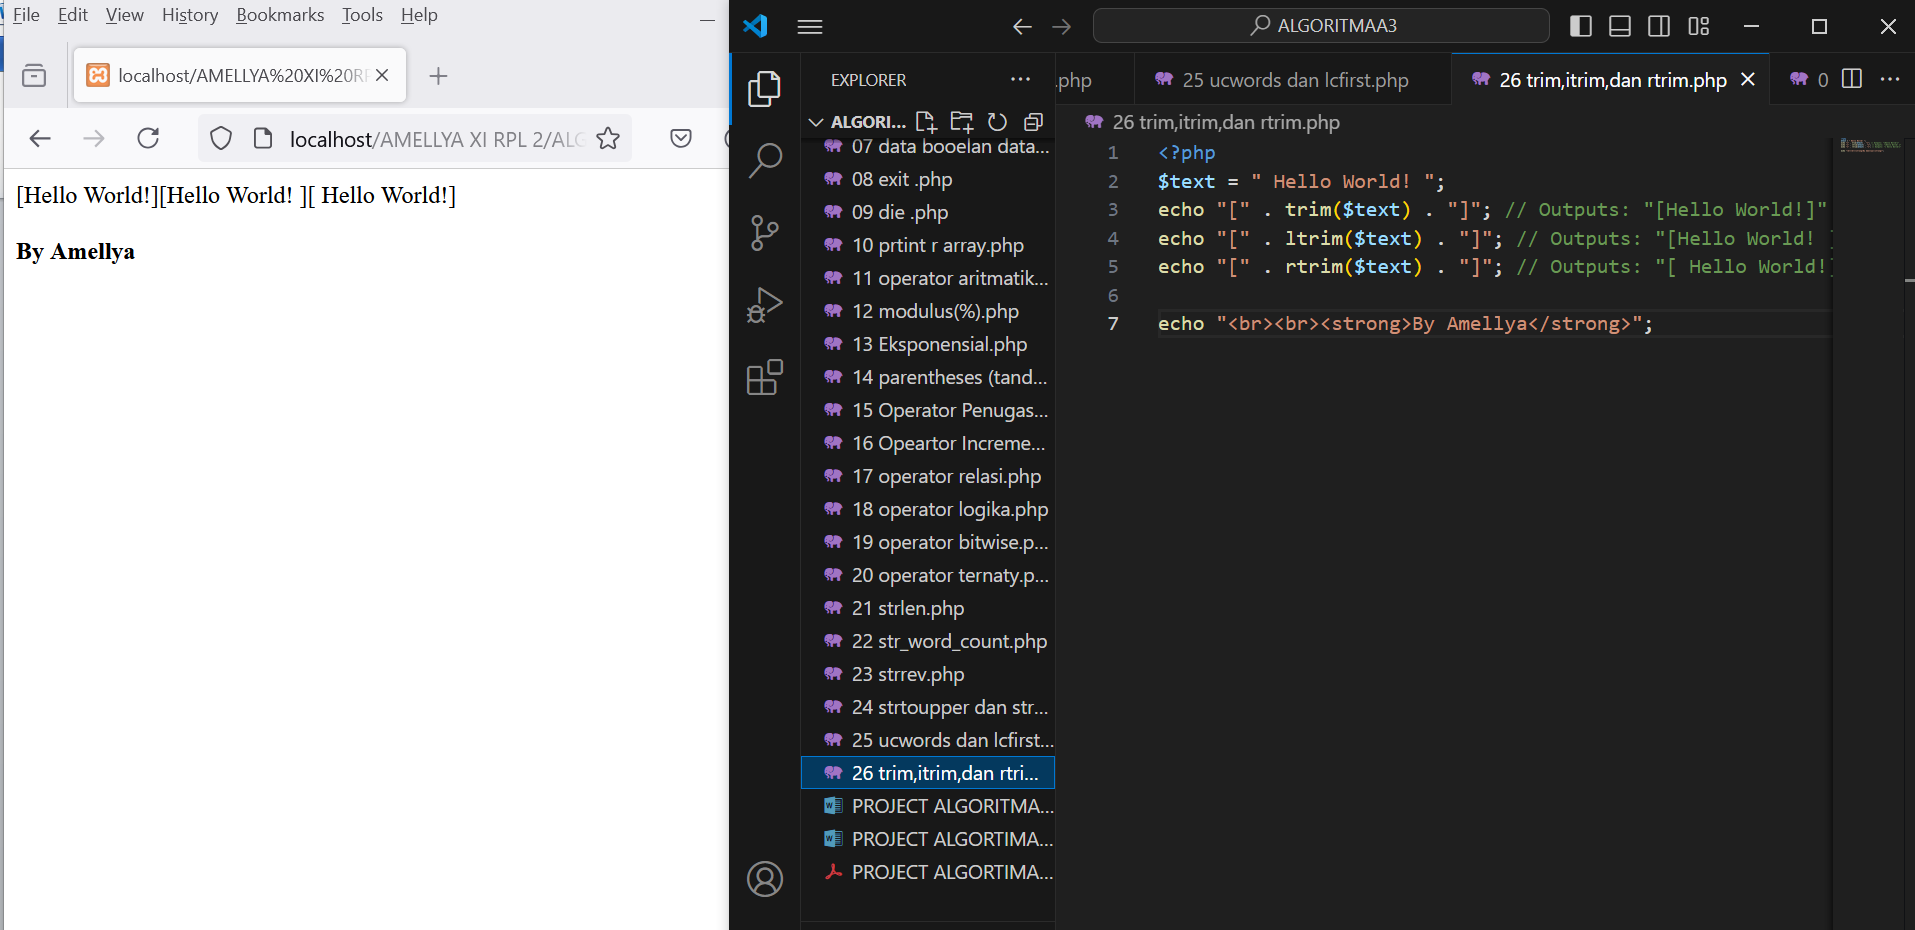 File Edit View History Bookmarks Tools Help
localhost/AMELLYA%20XI%20RP
localhost/AMELLYA XI RPL 2/ALG
[Hello World!][Hello World! ][ Hello World!]
By Amellya
ALGORITMAA3
EXPLORER
ALGORI...
07 data booelan data...
08 exit .php
09 die .php
10 prtint r array.php
11 operator aritmatik...
12 modulus(%).php
13 Eksponensial.php
14 parentheses (tand...
15 Operator Penugas...
16 Opeartor Increme...
17 operator relasi.php
18 operator logika.php
19 operator bitwise.p...
20 operator ternaty.p...
21 strlen.php
22 str_word_count.php
23 strrev.php
24 strtoupper dan str...
25 ucwords dan lcfirst...
26 trim,itrim,dan rtri...
PROJECT ALGORITMA...
PROJECT ALGORTIMA...
PROJECT ALGORTIMA...
.php 25 ucwords dan lcfirst.php 26 trim,itrim,dan rtrim.php 0
26 trim,itrim,dan rtrim.php
1 <?php
2 $text = " Hello World! ";
3 echo "[" . trim($text) . "]"; // Outputs: "[Hello World!]"
4 echo "[" . ltrim($text) . "]"; // Outputs: "[Hello World! ]
5 echo "[" . rtrim($text) . "]"; // Outputs: "[ Hello World!]
6
7 echo "<br><br><strong>By Amellya</strong>";